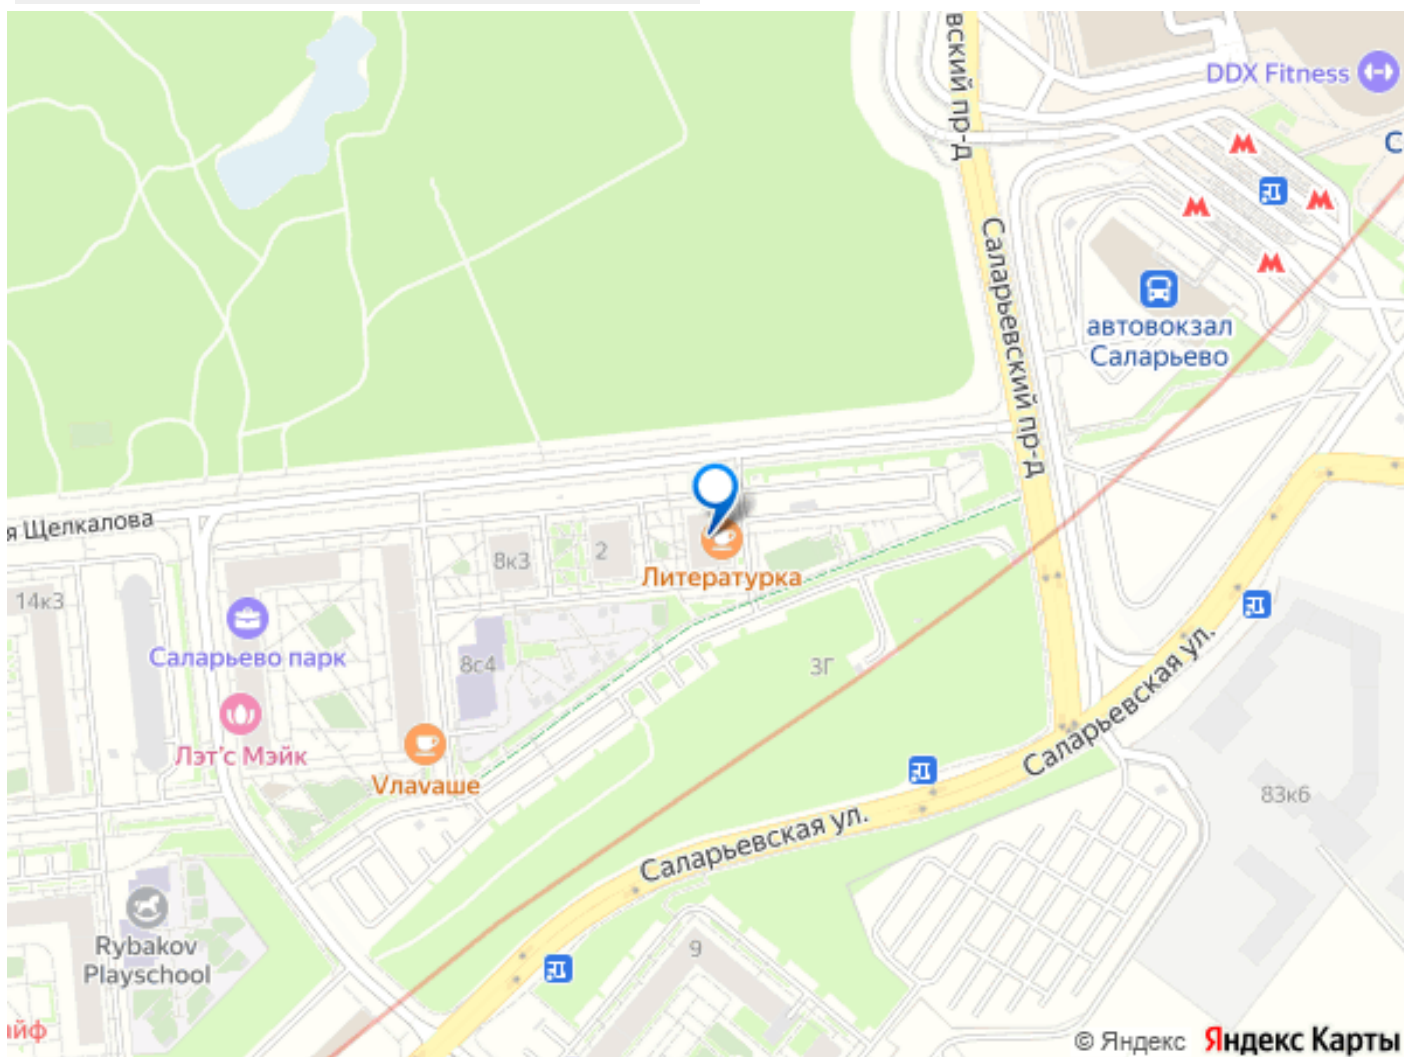 вский пр-д
DDX Fitness
С
Саларьевский пр-д
автовокзал
Саларьево
я Щелкалова
8к3
2
Литературка
14к3
Саларьево парк
8с4
3Г
Саларьевская ул.
Лэт'с Мэйк
Vлаvаше
83к6
Саларьевская ул.
Rybakov
Playschool
9
йф
© Яндекс Яндекс Карты